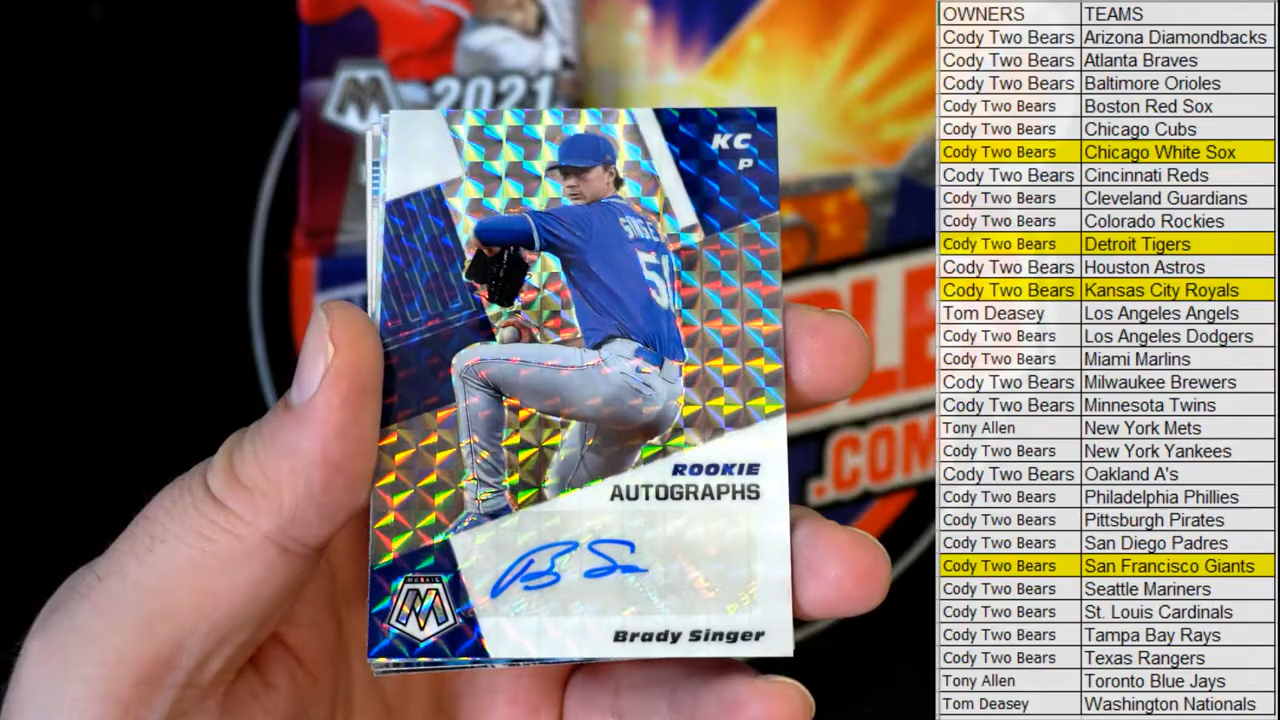 2021
KC
P
SINGE
51
ROOKIE
AUTOGRAPHS
MOSAIC
Brady Singer
.COM
OWNERS TEAMS
Cody Two Bears Arizona Diamondbacks
Cody Two Bears Atlanta Braves
Cody Two Bears Baltimore Orioles
Cody Two Bears Boston Red Sox
Cody Two Bears Chicago Cubs
Cody Two Bears Chicago White Sox
Cody Two Bears Cincinnati Reds
Cody Two Bears Cleveland Guardians
Cody Two Bears Colorado Rockies
Cody Two Bears Detroit Tigers
Cody Two Bears Houston Astros
Cody Two Bears Kansas City Royals
Tom Deasey Los Angeles Angels
Cody Two Bears Los Angeles Dodgers
Cody Two Bears Miami Marlins
Cody Two Bears Milwaukee Brewers
Cody Two Bears Minnesota Twins
Tony Allen New York Mets
Cody Two Bears New York Yankees
Cody Two Bears Oakland A's
Cody Two Bears Philadelphia Phillies
Cody Two Bears Pittsburgh Pirates
Cody Two Bears San Diego Padres
Cody Two Bears San Francisco Giants
Cody Two Bears Seattle Mariners
Cody Two Bears St. Louis Cardinals
Cody Two Bears Tampa Bay Rays
Cody Two Bears Texas Rangers
Tony Allen Toronto Blue Jays
Tom Deasey Washington Nationals